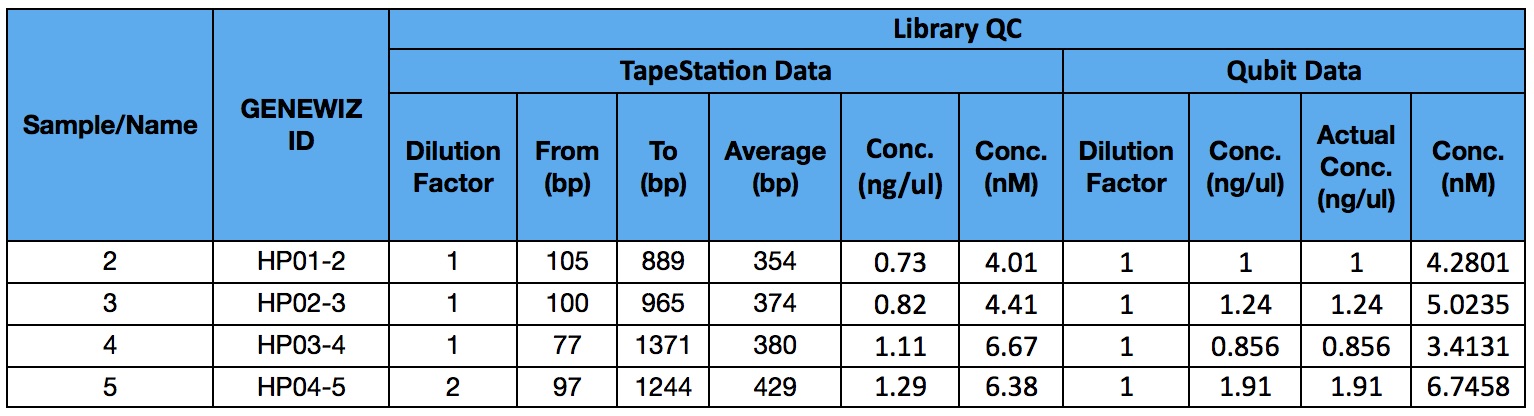 Library QC
TapeStation Data Qubit Data
Sample/Name GENEWIZ ID Dilution Factor From (bp) To (bp) Average (bp) Conc. (ng/ul) Conc. (nM) Dilution Factor Conc. (ng/ul) Actual Conc. (ng/ul) Conc. (nM)
2 HP01-2 1 105 889 354 0.73 4.01 1 1 1 4.2801
3 HP02-3 1 100 965 374 0.82 4.41 1 1.24 1.24 5.0235
4 HP03-4 1 77 1371 380 1.11 6.67 1 0.856 0.856 3.4131
5 HP04-5 2 97 1244 429 1.29 6.38 1 1.91 1.91 6.7458